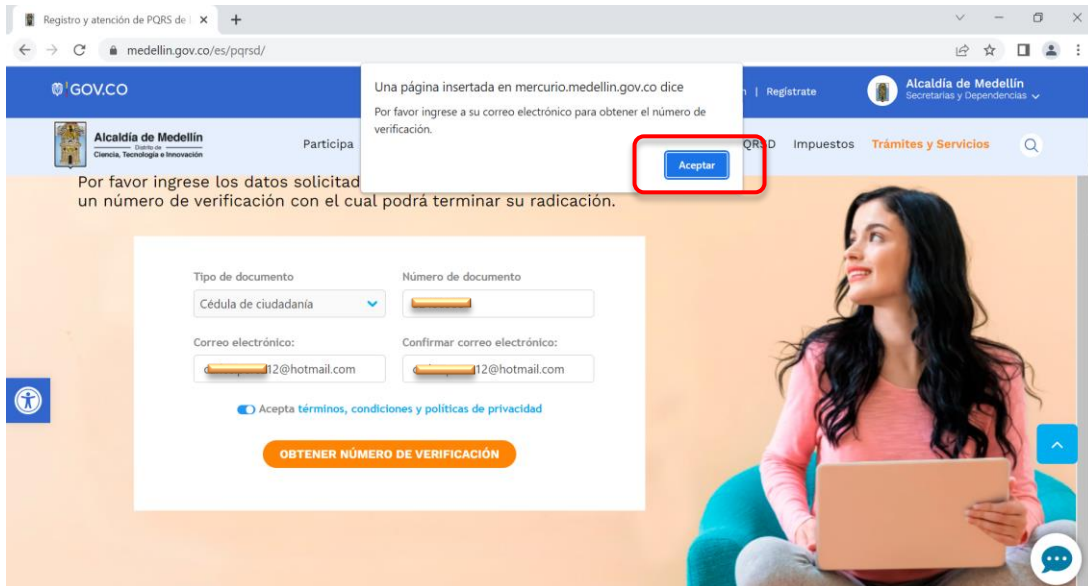 Registro y atención de PQRS de
medellin.gov.co/es/pqrsd/
GOV.CO
Una página insertada en mercurio.medellin.gov.co dice
Por favor ingrese a su correo electrónico para obtener el número de
verificación.
Aceptar
| Regístrate
Alcaldía de Medellín
Secretarías y Dependencias
Alcaldía de Medellín
Distrito de
Ciencia, Tecnología e Innovación
Participa
QRSD
Impuestos
Trámites y Servicios
Por favor ingrese los datos solicitad
un número de verificación con el cual podrá terminar su radicación.
Tipo de documento
Número de documento
Cédula de ciudadanía
Correo electrónico:
Confirmar correo electrónico:
12@hotmail.com
12@hotmail.com
Acepta términos, condiciones y políticas de privacidad
OBTENER NÚMERO DE VERIFICACIÓN